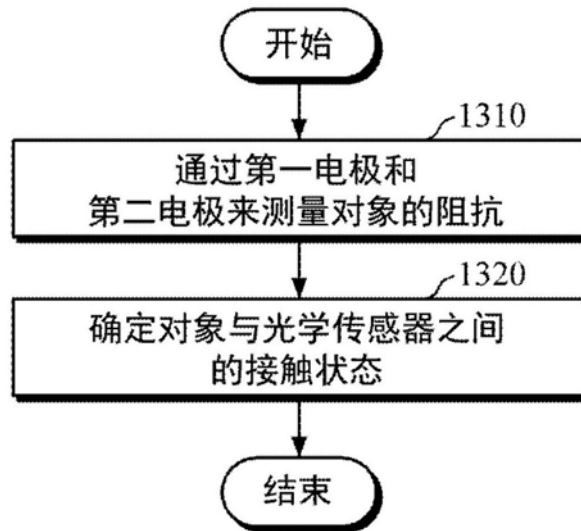 开始
1310
通过第一电极和
第二电极来测量对象的阻抗
1320
确定对象与光学传感器之间
的接触状态
结束